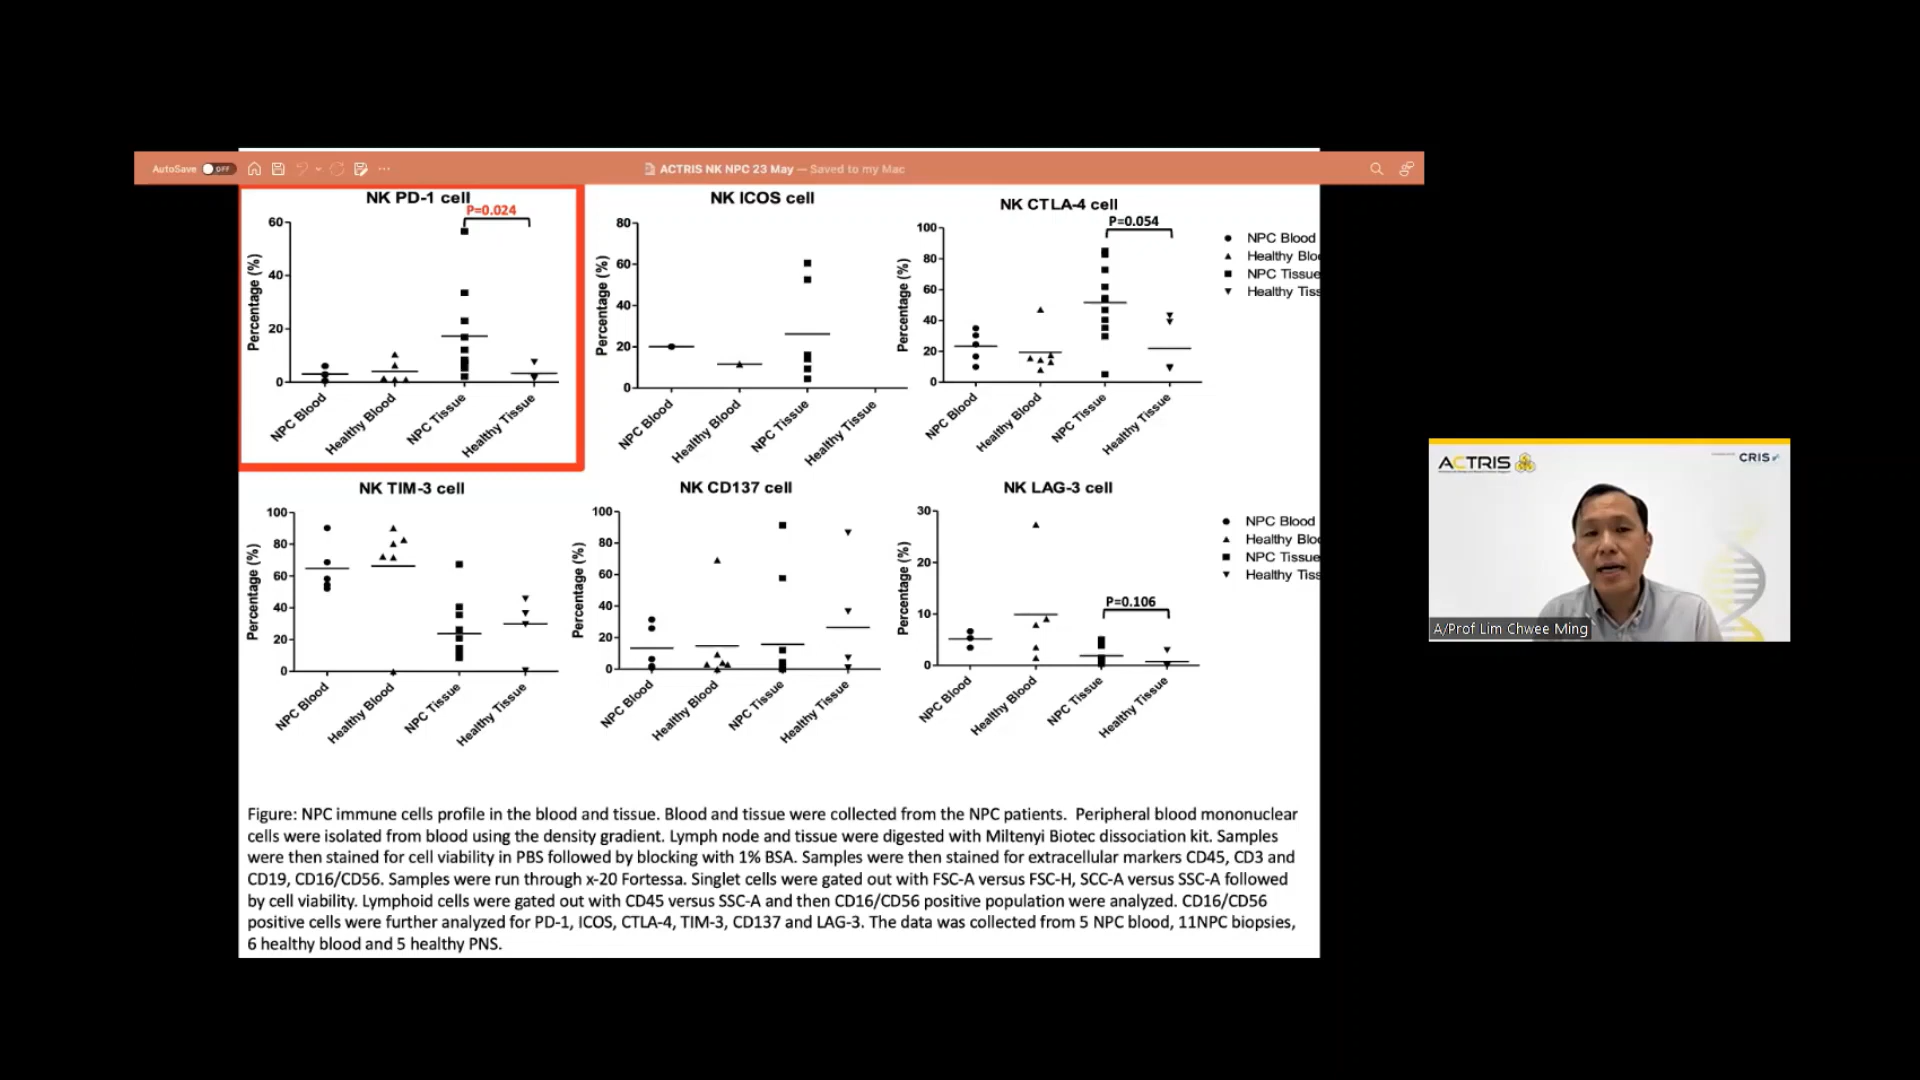 AutoSave OFF
ACTRIS NK NPC 23 May — Saved to my Mac
NK PD-1 cell
P=0.024
Percentage (%)
60
40
20
0
NPC Blood
Healthy Blood
NPC Tissue
Healthy Tissue
NK ICOS cell
Percentage (%)
80
60
40
20
0
NPC Blood
Healthy Blood
NPC Tissue
Healthy Tissue
NK CTLA-4 cell
P=0.054
Percentage (%)
100
80
60
40
20
0
NPC Blood
Healthy Blood
NPC Tissue
Healthy Tissue
NPC Blood
Healthy Bloo
NPC Tissue
Healthy Tiss
NK TIM-3 cell
Percentage (%)
100
80
60
40
20
0
NPC Blood
Healthy Blood
NPC Tissue
Healthy Tissue
NK CD137 cell
Percentage (%)
100
80
60
40
20
0
NPC Blood
Healthy Blood
NPC Tissue
Healthy Tissue
NK LAG-3 cell
P=0.106
Percentage (%)
30
20
10
0
NPC Blood
Healthy Blood
NPC Tissue
Healthy Tissue
NPC Blood
Healthy Bloo
NPC Tissue
Healthy Tiss
Figure: NPC immune cells profile in the blood and tissue. Blood and tissue were collected from the NPC patients. Peripheral blood mononuclear
cells were isolated from blood using the density gradient. Lymph node and tissue were digested with Miltenyi Biotec dissociation kit. Samples
were then stained for cell viability in PBS followed by blocking with 1% BSA. Samples were then stained for extracellular markers CD45, CD3 and
CD19, CD16/CD56. Samples were run through x-20 Fortessa. Singlet cells were gated out with FSC-A versus FSC-H, SCC-A versus SSC-A followed
by cell viability. Lymphoid cells were gated out with CD45 versus SSC-A and then CD16/CD56 positive population were analyzed. CD16/CD56
positive cells were further analyzed for PD-1, ICOS, CTLA-4, TIM-3, CD137 and LAG-3. The data was collected from 5 NPC blood, 11NPC biopsies,
6 healthy blood and 5 healthy PNS.
ACTRIS
CRIS
A/Prof Lim Chwee Ming